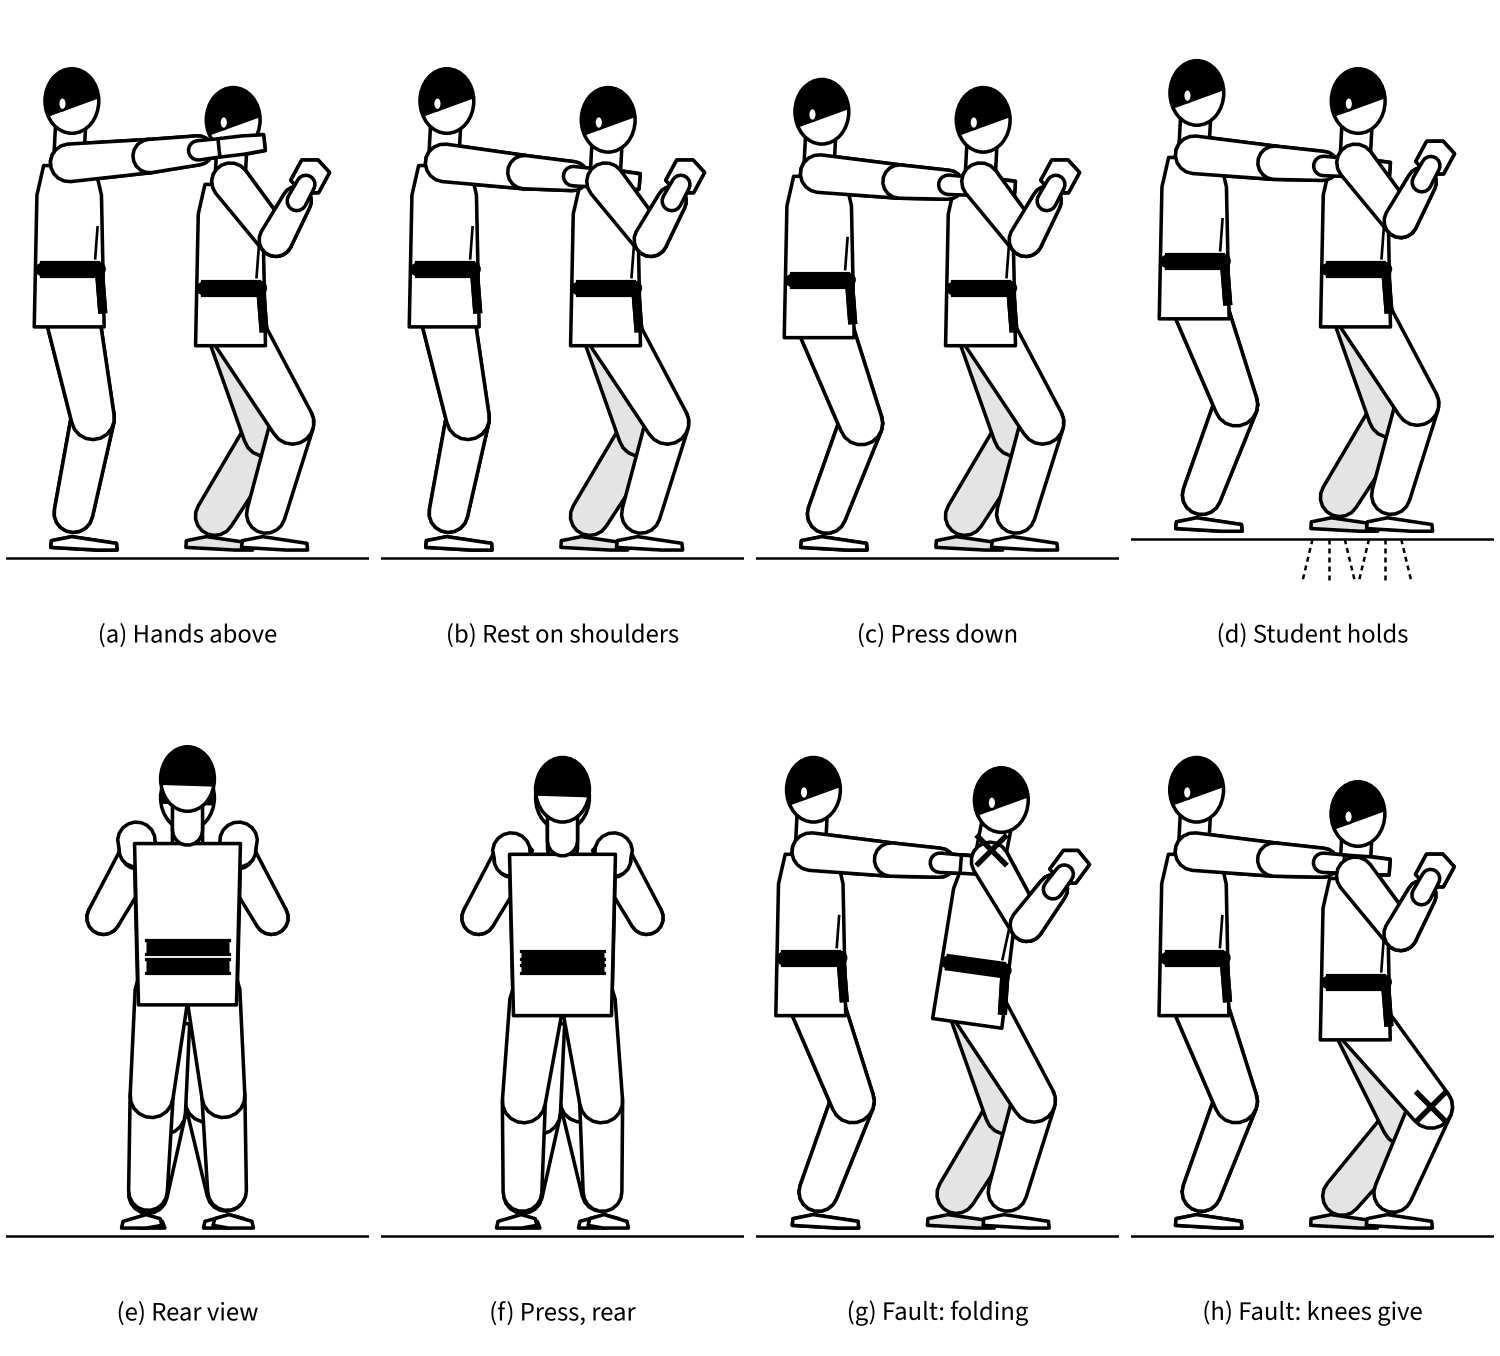 (a) Hands above
(b) Rest on shoulders
(c) Press down
(d) Student holds
(e) Rear view
(f) Press, rear
(g) Fault: folding
(h) Fault: knees give